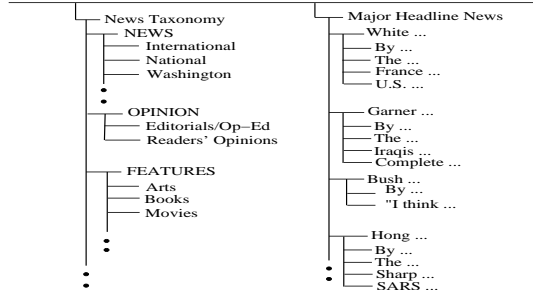 News Taxonomy
NEWS
International
National
Washington
OPINION
Editorials/Op–Ed
Readers' Opinions
FEATURES
Arts
Books
Movies
Major Headline News
White ...
By ...
The ...
France ...
U.S. ...
Garner ...
By ...
The ...
Iraqis ...
Complete ...
Bush ...
By ...
"I think ...
Hong ...
By ...
The ...
Sharp ...
SARS ...